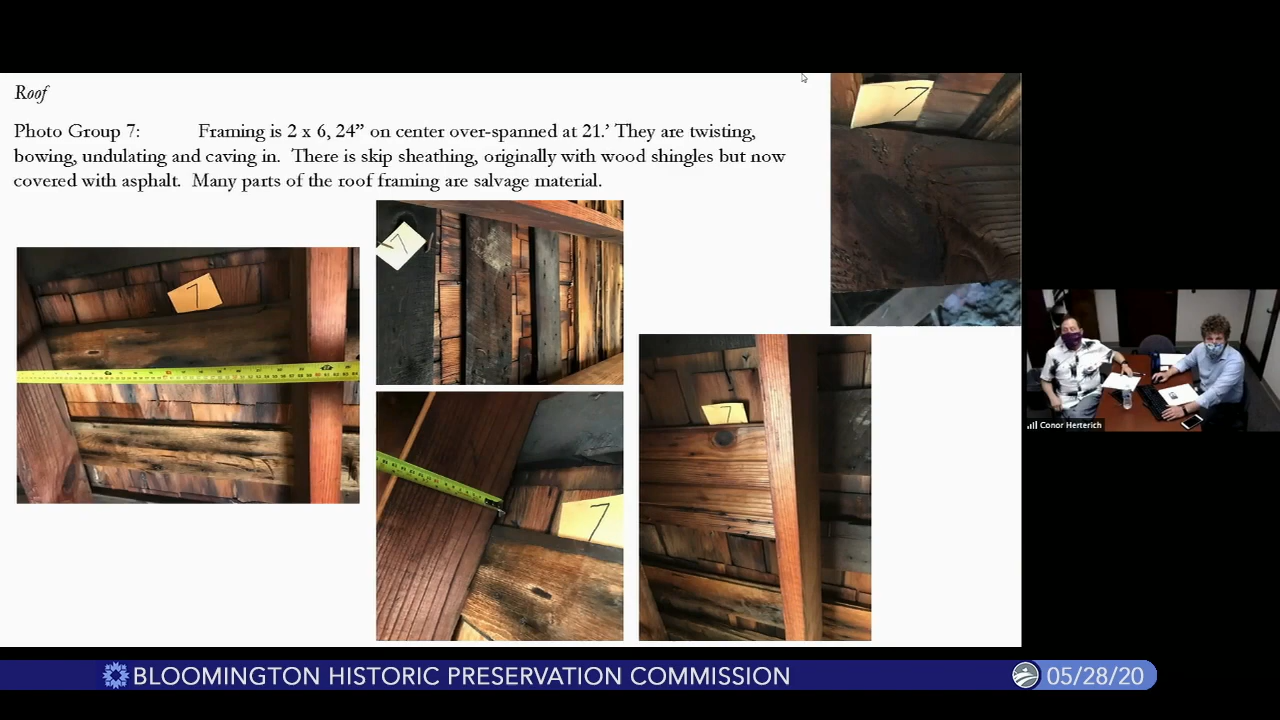 Roof
Photo Group 7: Framing is 2 x 6, 24” on center over-spanned at 21.’ They are twisting,
bowing, undulating and caving in. There is skip sheathing, originally with wood shingles but now
covered with asphalt. Many parts of the roof framing are salvage material.
7
7
7
7
7
Conor Herterich
BLOOMINGTON HISTORIC PRESERVATION COMMISSION
05/28/20